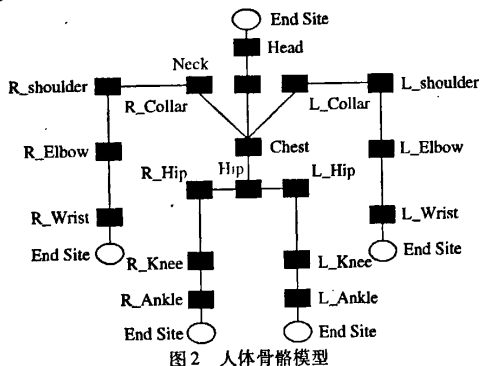 End Site
Head
Neck
R_shoulder
L_shoulder
R_Collar
L_Collar
R_Elbow
Chest
L_Elbow
R_Hip
Hip
L_Hip
R_Wrist
L_Wrist
End Site
End Site
R_Knee
L_Knee
R_Ankle
L_Ankle
End Site
End Site
图2 人体骨骼模型